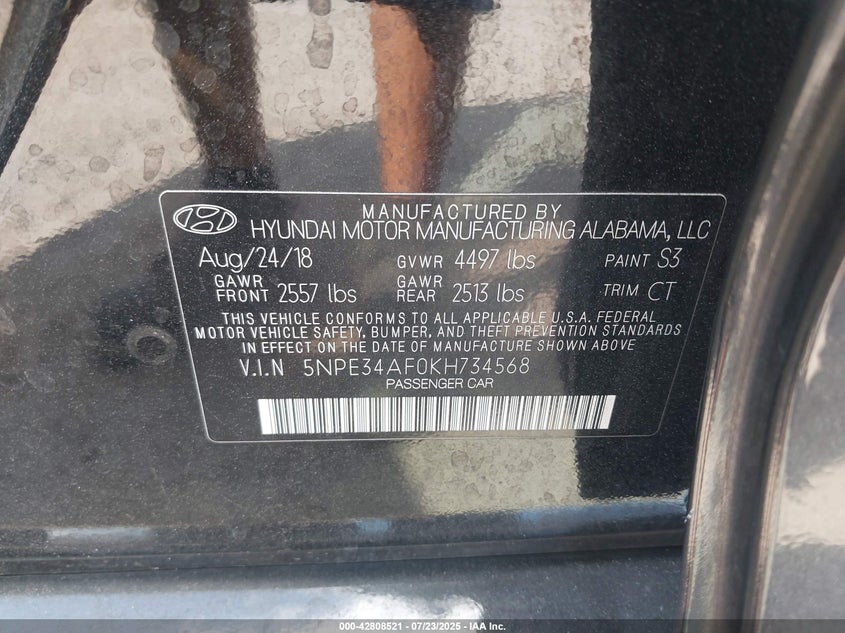 MANUFACTURED BY
HYUNDAI MOTOR MANUFACTURING ALABAMA, LLC
Aug/24/18 GVWR 4497 lbs PAINT S3
GAWR FRONT 2557 lbs GAWR REAR 2513 lbs TRIM CT
THIS VEHICLE CONFORMS TO ALL APPLICABLE U.S.A. FEDERAL
MOTOR VEHICLE SAFETY, BUMPER, AND THEFT PREVENTION STANDARDS
IN EFFECT ON THE DATE OF MANUFACTURE SHOWN ABOVE
V.I.N 5NPE34AF0KH734568
PASSENGER CAR
000-42808521 - 07/23/2025 - IAA Inc.